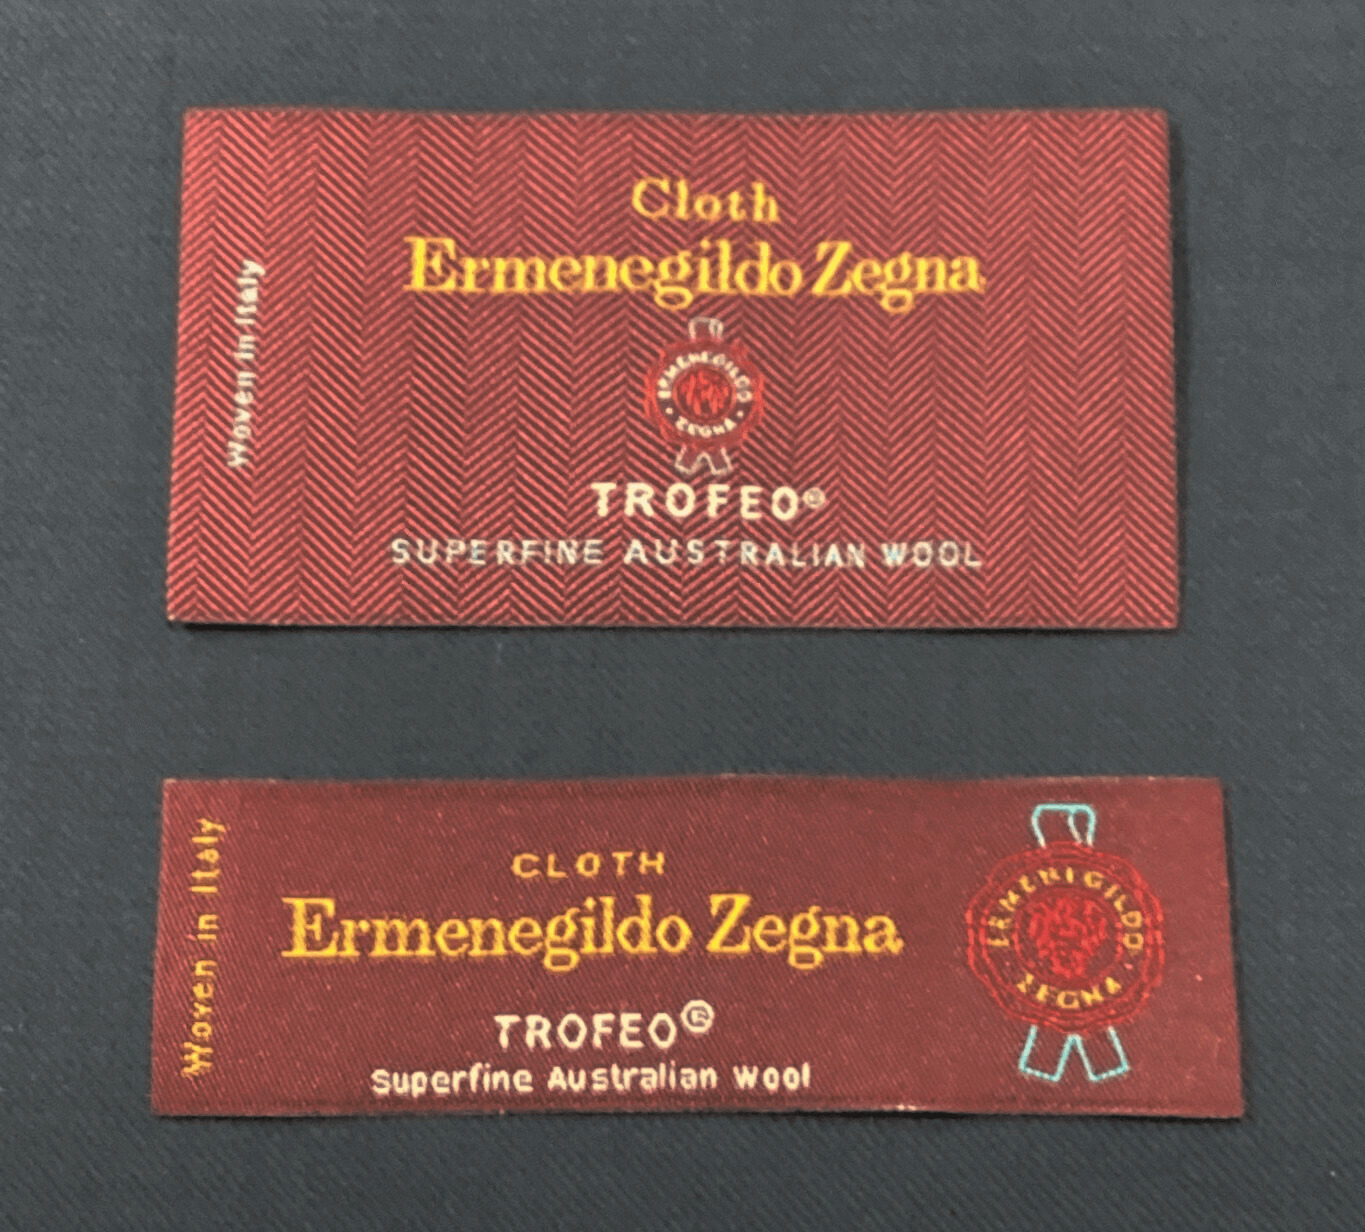 Cloth
Ermenegildo Zegna
Woven in Italy
ERMENEGILDO
ZEGNA
TROFEO®
SUPERFINE AUSTRALIAN WOOL
Woven in Italy
CLOTH
Ermenegildo Zegna
ERMENIGILDO
ZEGNA
TROFEO®
Superfine Australian Wool